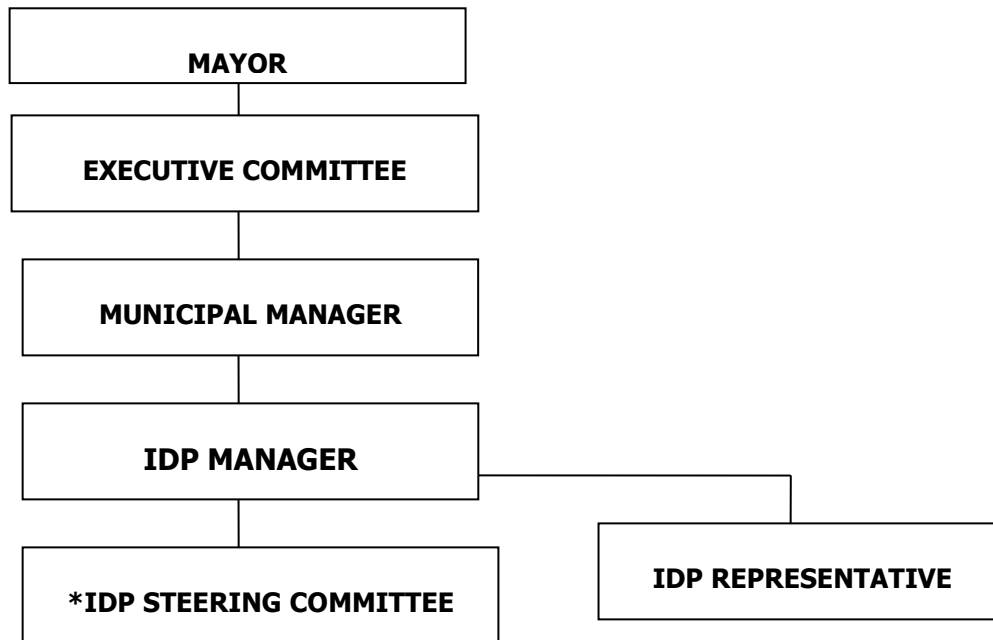 MAYOR
EXECUTIVE COMMITTEE
MUNICIPAL MANAGER
IDP MANAGER
IDP REPRESENTATIVE
*IDP STEERING COMMITTEE